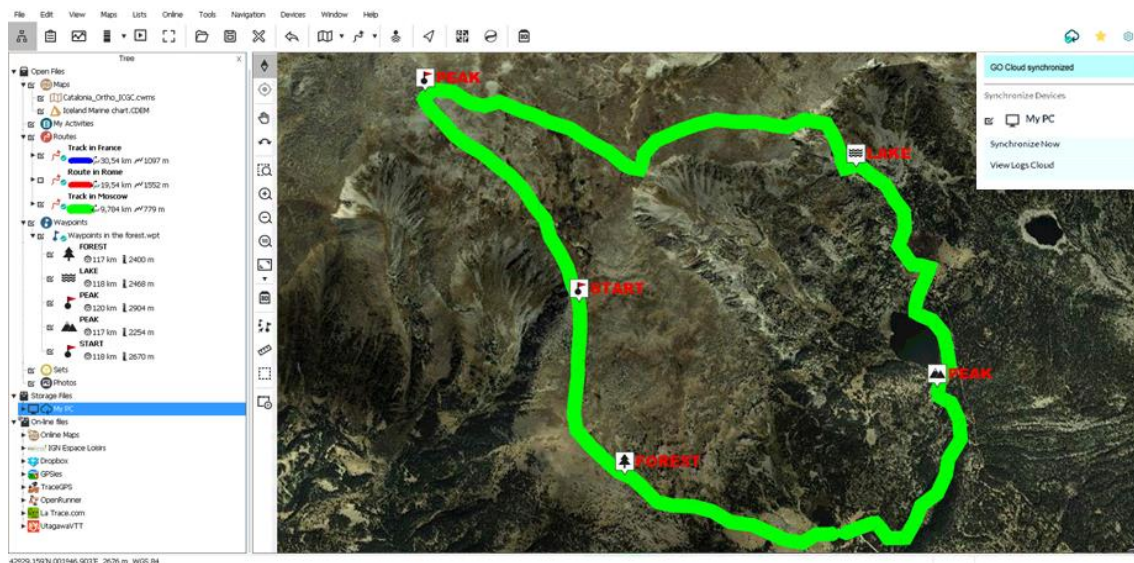 File Edit View Maps Lists Online Tools Navigation Devices Window Help
Tree X
Open Files
Maps
Catalonia_Ortho_ICGC.cwms
Iceland Marine chart.CDEM
My Activities
Routes
Track in France
30,54 km 1097 m
Route in Rome
19,54 km 1552 m
Track in Moscow
9,784 km 779 m
Waypoints
Waypoints in the forest.wpt
FOREST
117 km 2400 m
LAKE
118 km 2468 m
PEAK
120 km 2904 m
PEAK
117 km 2254 m
START
118 km 2670 m
Sets
Photos
Storage Files
My PC
On-line files
Online Maps
IGN Espace Loisirs
Dropbox
GPSies
TraceGPS
OpenRunner
La Trace.com
UtagawaVTT
PEAK
LAKE
START
PEAK
FOREST
GO Cloud synchronized
Synchronize Devices
My PC
Synchronize Now
View Logs Cloud
2676 m, WGS 84